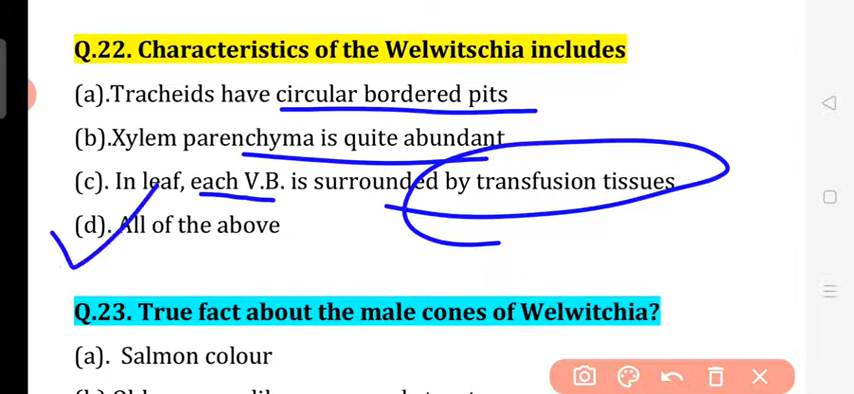 Q.22. Characteristics of the Welwitschia includes
(a).Tracheids have circular bordered pits
(b).Xylem parenchyma is quite abundant
(c). In leaf, each V.B. is surrounded by transfusion tissues
(d). All of the above
Q.23. True fact about the male cones of Welwitchia?
(a). Salmon colour